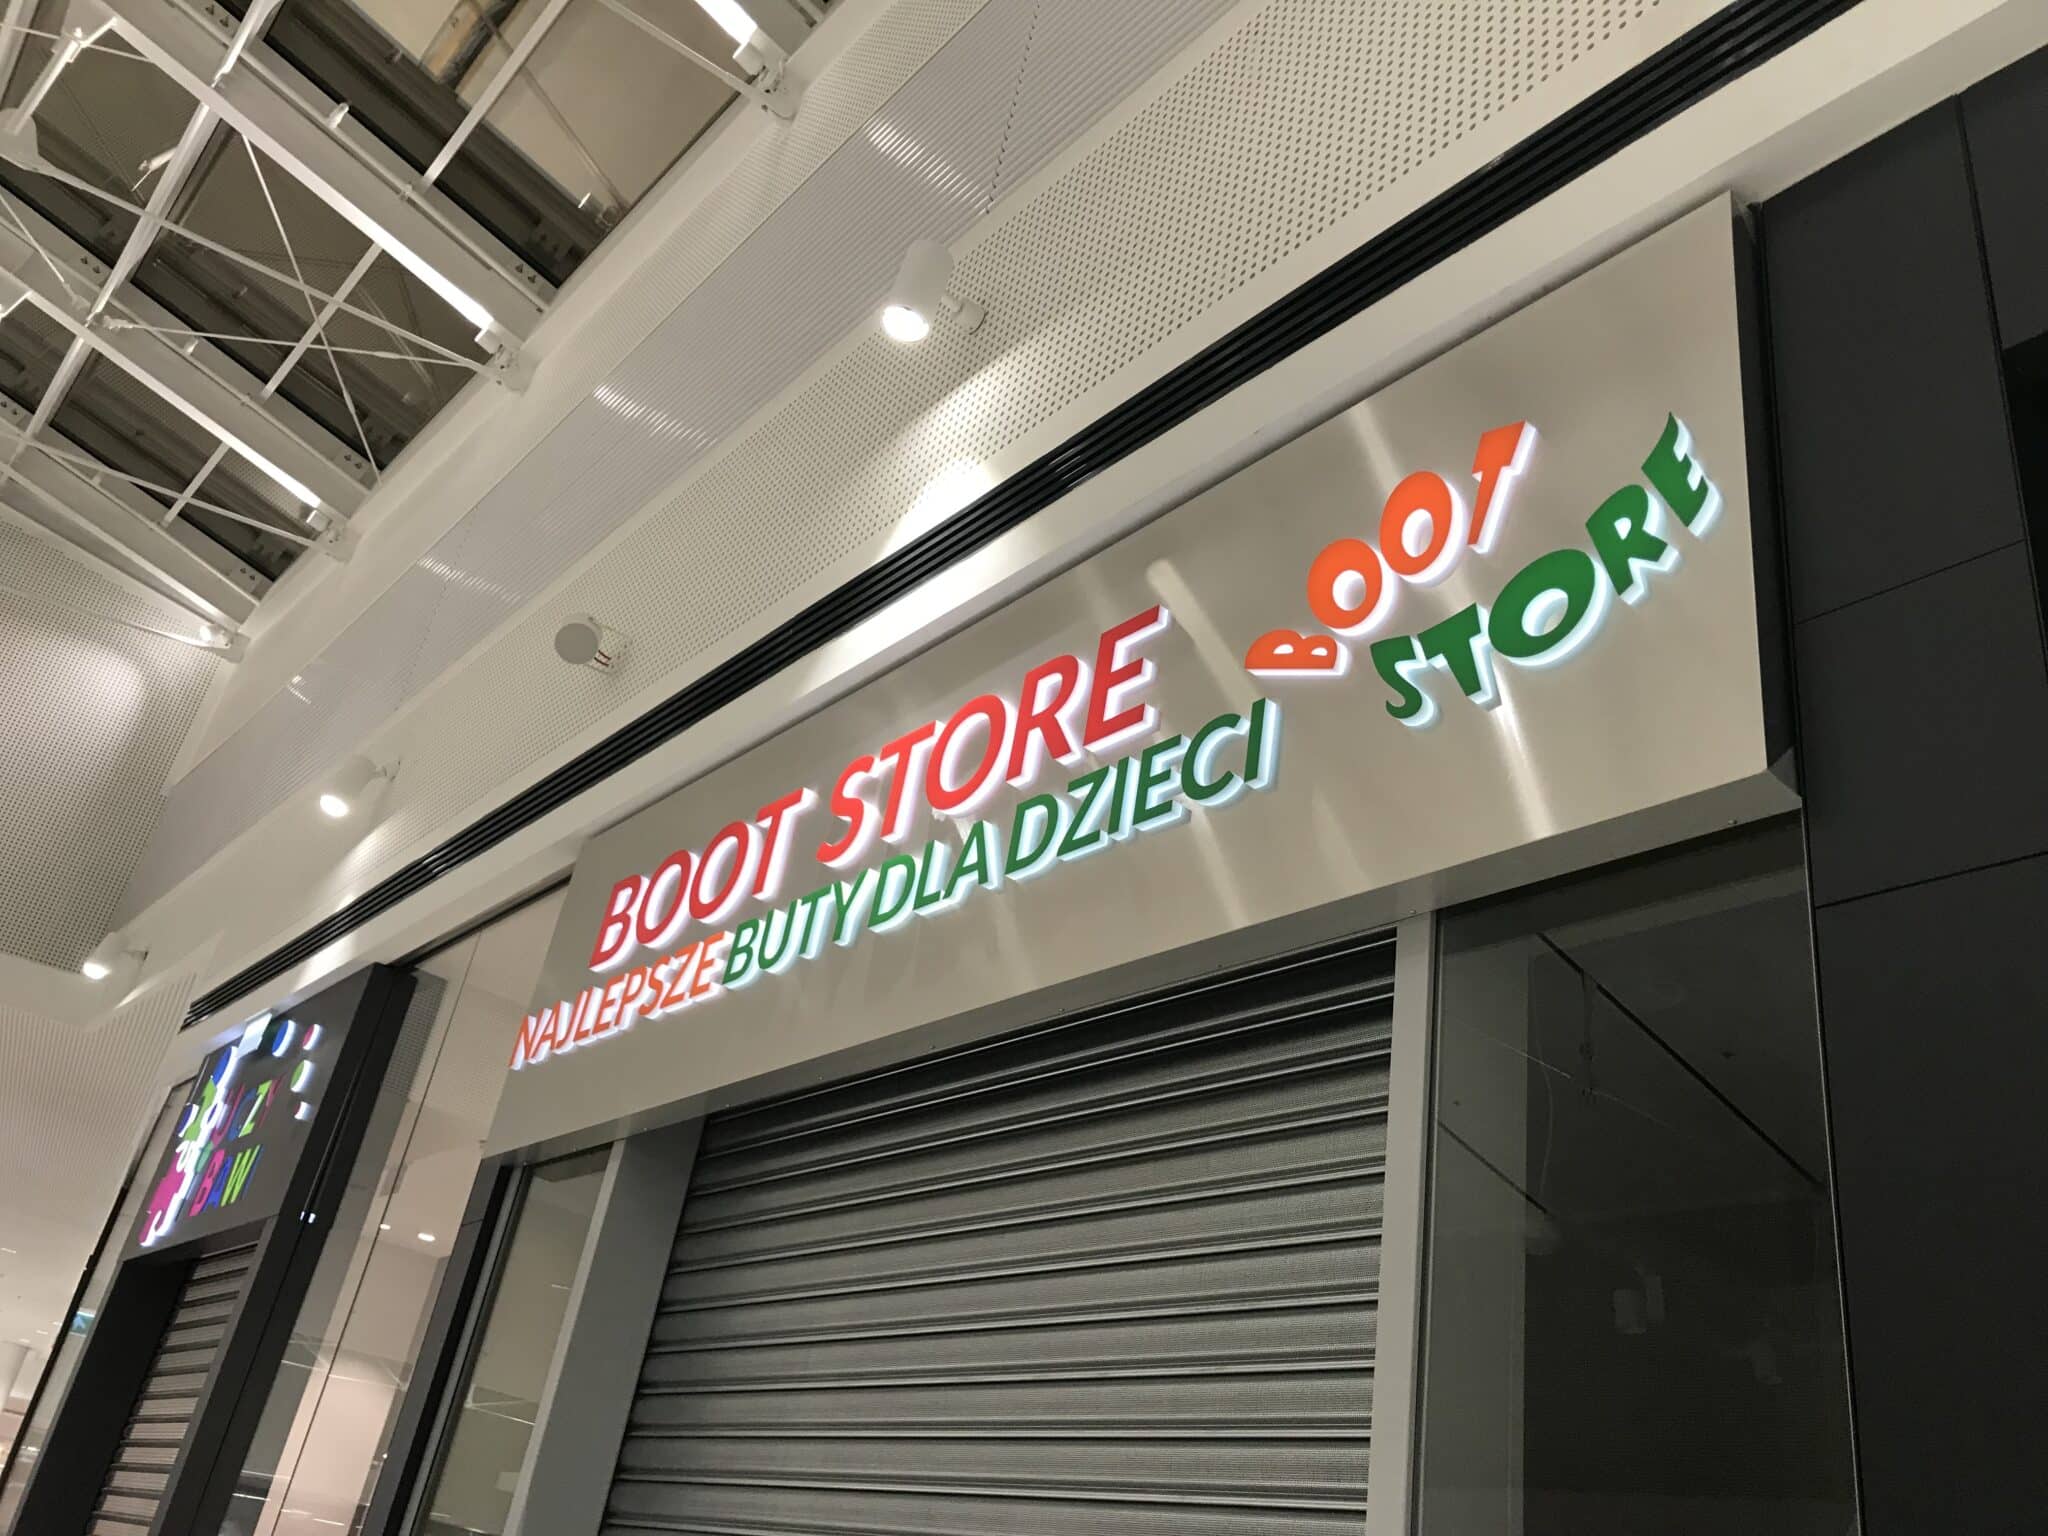 BOOT STORE
NAJLEPSZE BUTY DLA DZIECI
BOOT
STORE